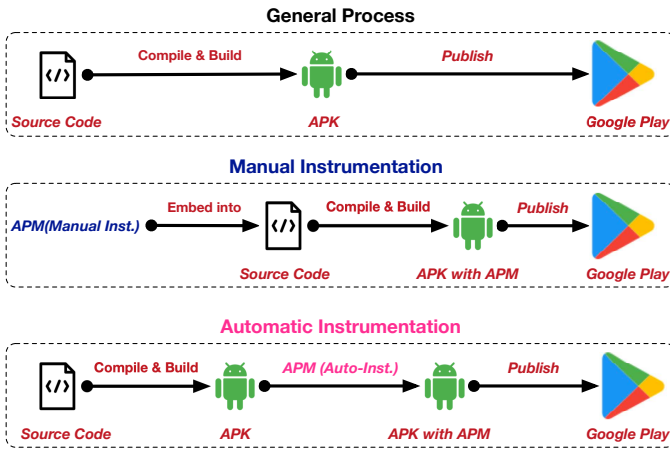 General Process
Compile & Build
Publish
</>
Source Code
APK
Google Play
Manual Instrumentation
APM(Manual Inst.)
Embed into
</>
Compile & Build
Publish
Source Code
APK with APM
Google Play
Automatic Instrumentation
</>
Compile & Build
APM (Auto-Inst.)
Publish
Source Code
APK
APK with APM
Google Play